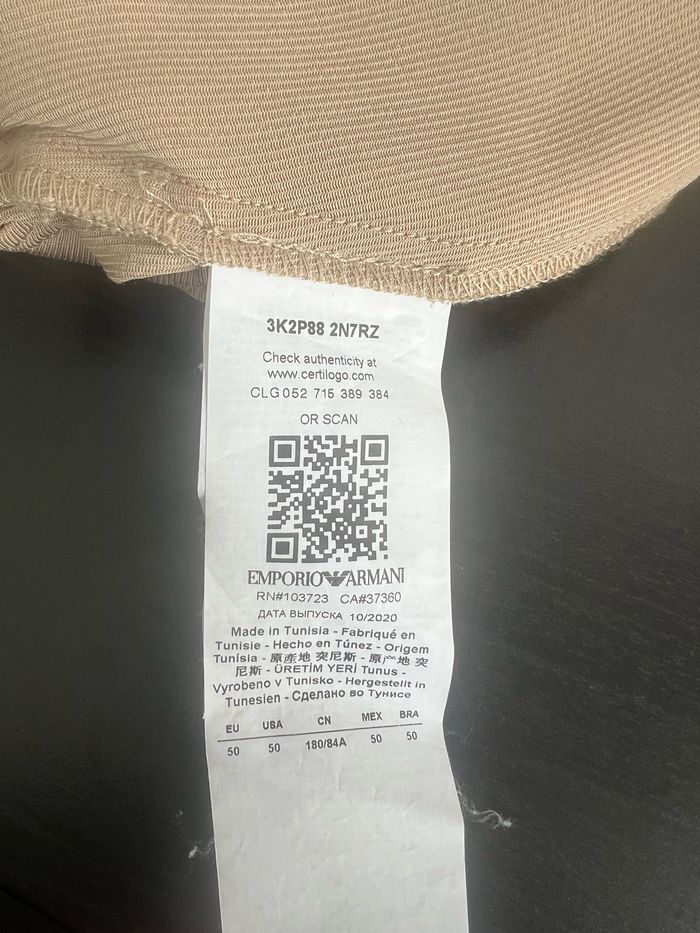 3K2P88 2N7RZ
Check authenticity at
www.certilogo.com
CLG 052 715 389 384
OR SCAN
EMPORIO ARMANI
RN#103723 CA#37360
ДАТА ВЫПУСКА 10/2020
Made in Tunisia - Fabriqué en
Tunisie - Hecho en Túnez - Origem
Tunísia - 原産地 突尼斯 - 原产地 突
尼斯 - ÜRETİM YERİ Tunus -
Vyrobeno v Tunisko - Hergestellt in
Tunesien - Сделано во Тунисе
EU USA CN MEX BRA
50 50 180/84A 50 50